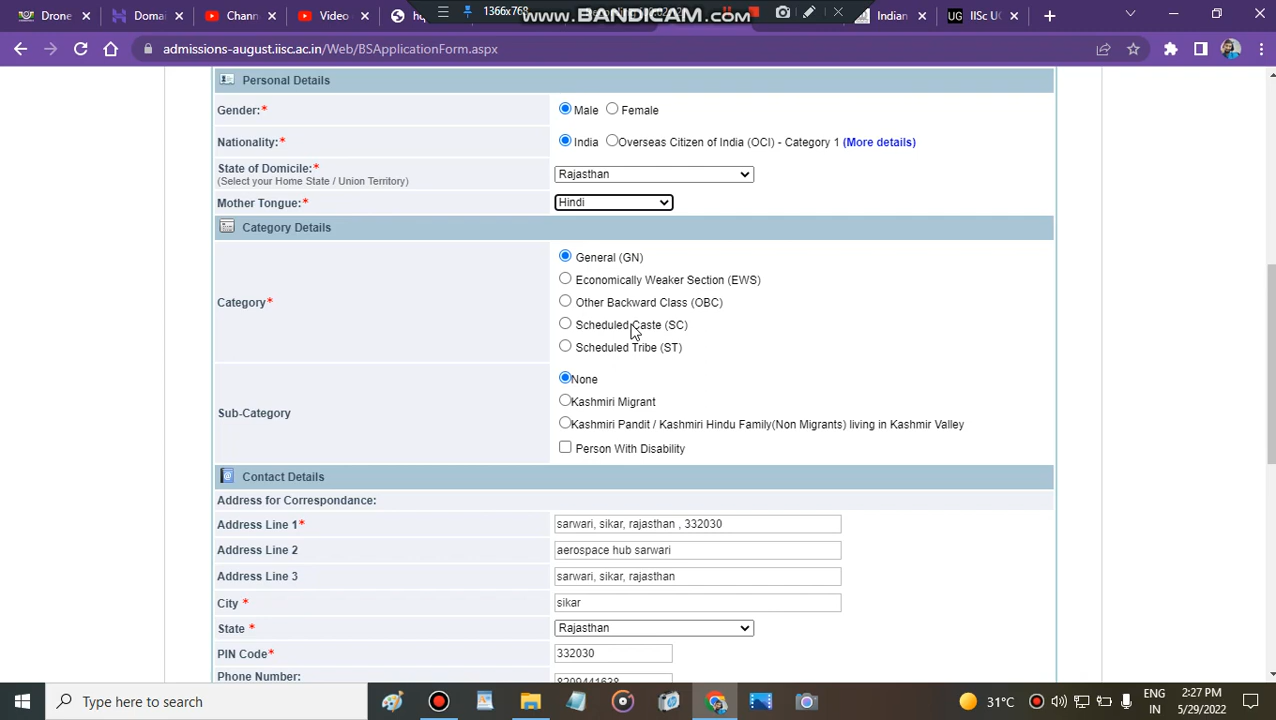 Drone
Domai
Chann
Video
1366x768
www.BANDICAM.com
Indian
UG IISc U
admissions-august.iisc.ac.in/Web/BSApplicationForm.aspx
Personal Details
Gender:* Male Female
Nationality:* India Overseas Citizen of India (OCI) - Category 1 (More details)
State of Domicile:* Rajasthan
(Select your Home State / Union Territory)
Mother Tongue:* Hindi
Category Details
General (GN)
Economically Weaker Section (EWS)
Category* Other Backward Class (OBC)
Scheduled Caste (SC)
Scheduled Tribe (ST)
None
Kashmiri Migrant
Sub-Category
Kashmiri Pandit / Kashmiri Hindu Family(Non Migrants) living in Kashmir Valley
Person With Disability
Contact Details
Address for Correspondance:
Address Line 1* sarwari, sikar, rajasthan , 332030
Address Line 2 aerospace hub sarwari
Address Line 3 sarwari, sikar, rajasthan
City * sikar
State * Rajasthan
PIN Code* 332030
Phone Number: 8209441638
Type here to search
31°C
ENG
IN
2:27 PM
5/29/2022